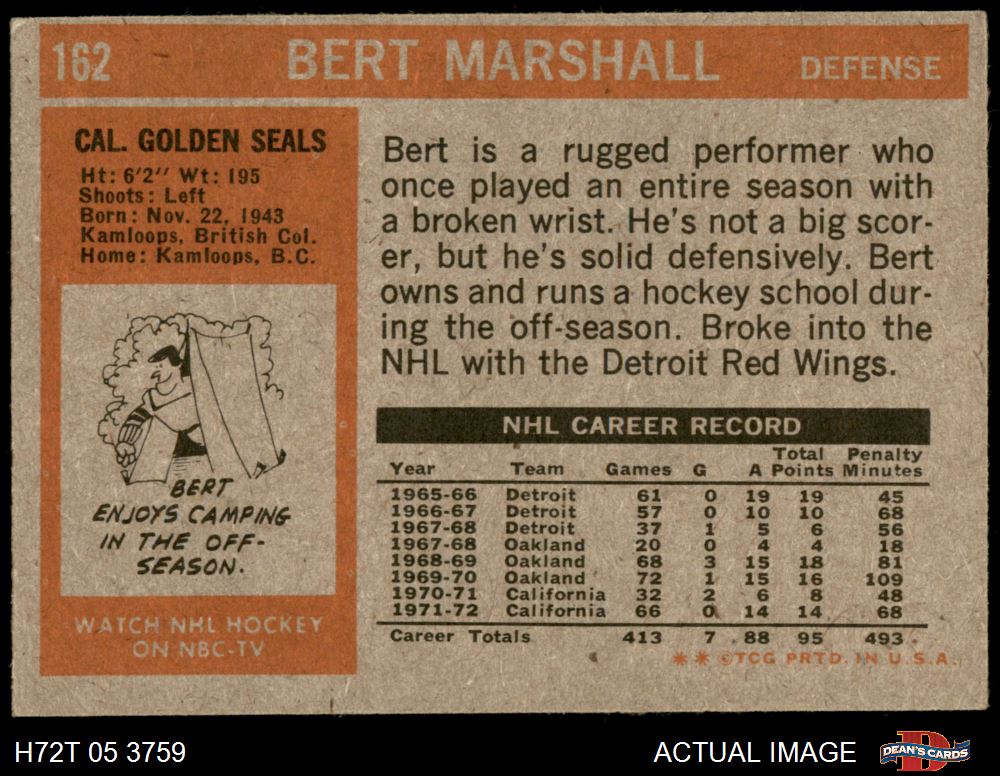 162 BERT MARSHALL DEFENSE
CAL. GOLDEN SEALS
Ht: 6'2'' Wt: 195
Shoots: Left
Born: Nov. 22, 1943
Kamloops, British Col.
Home: Kamloops, B.C.
BERT
ENJOYS CAMPING
IN THE OFF-
SEASON.
WATCH NHL HOCKEY
ON NBC-TV
Bert is a rugged performer who
once played an entire season with
a broken wrist. He's not a big scor-
er, but he's solid defensively. Bert
owns and runs a hockey school dur-
ing the off-season. Broke into the
NHL with the Detroit Red Wings.
NHL CAREER RECORD
Total Penalty
Year Team Games G A Points Minutes
1965-66 Detroit 61 0 19 19 45
1966-67 Detroit 57 0 10 10 68
1967-68 Detroit 37 1 5 6 56
1967-68 Oakland 20 0 4 4 18
1968-69 Oakland 68 3 15 18 81
1969-70 Oakland 72 1 15 16 109
1970-71 California 32 2 6 8 48
1971-72 California 66 0 14 14 68
Career Totals 413 7 88 95 493
** ©TCG PRTD. IN U.S.A.
H72T 05 3759 ACTUAL IMAGE DEAN'S CARDS